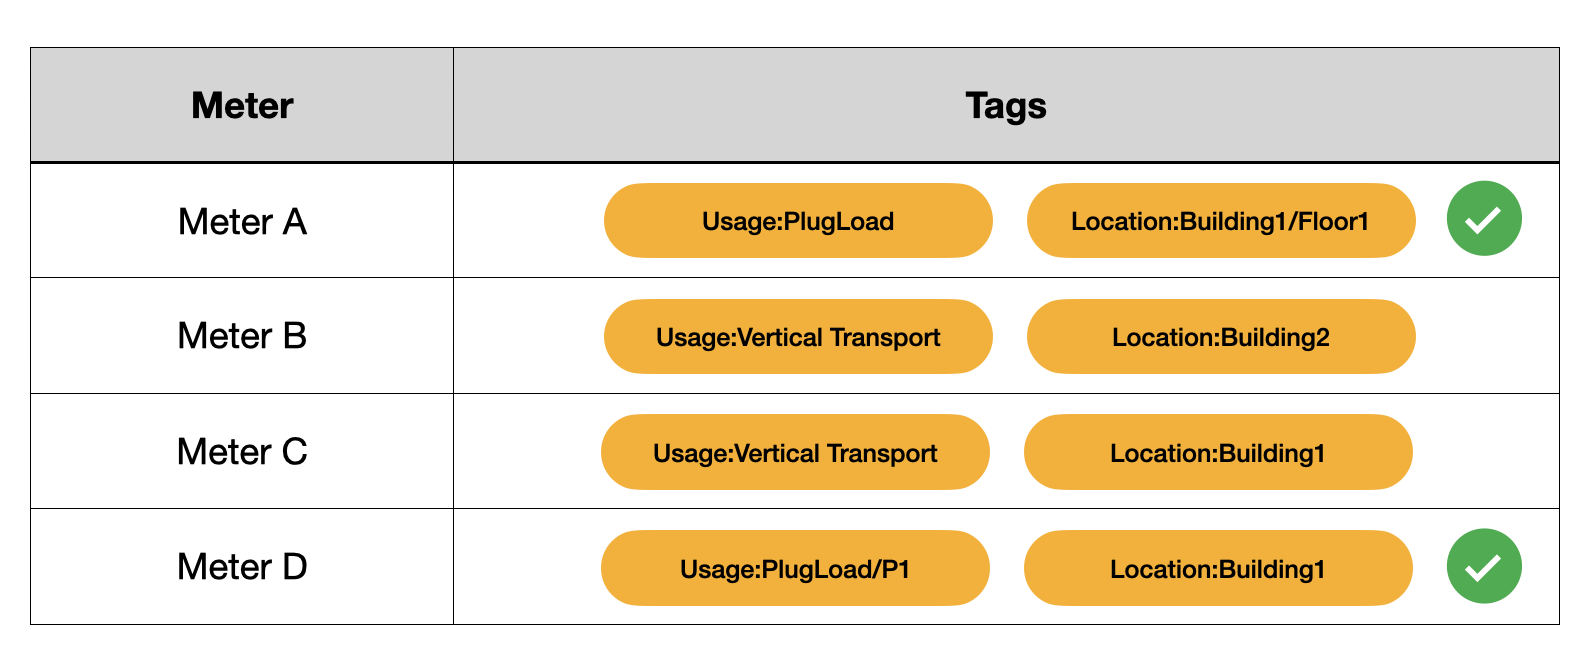 Meter Tags
Meter A Usage:PlugLoad Location:Building1/Floor1
Meter B Usage:Vertical Transport Location:Building2
Meter C Usage:Vertical Transport Location:Building1
Meter D Usage:PlugLoad/P1 Location:Building1